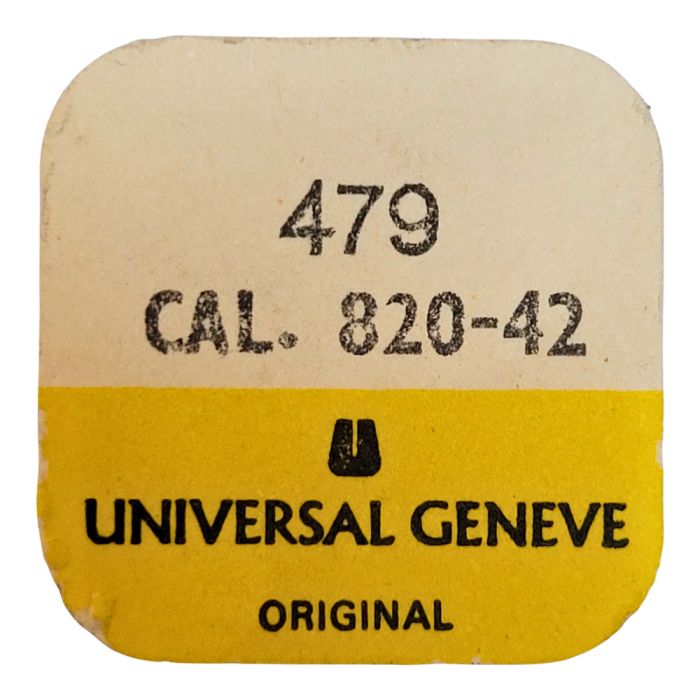 479
CAL. 820-42
UNIVERSAL GENEVE
ORIGINAL